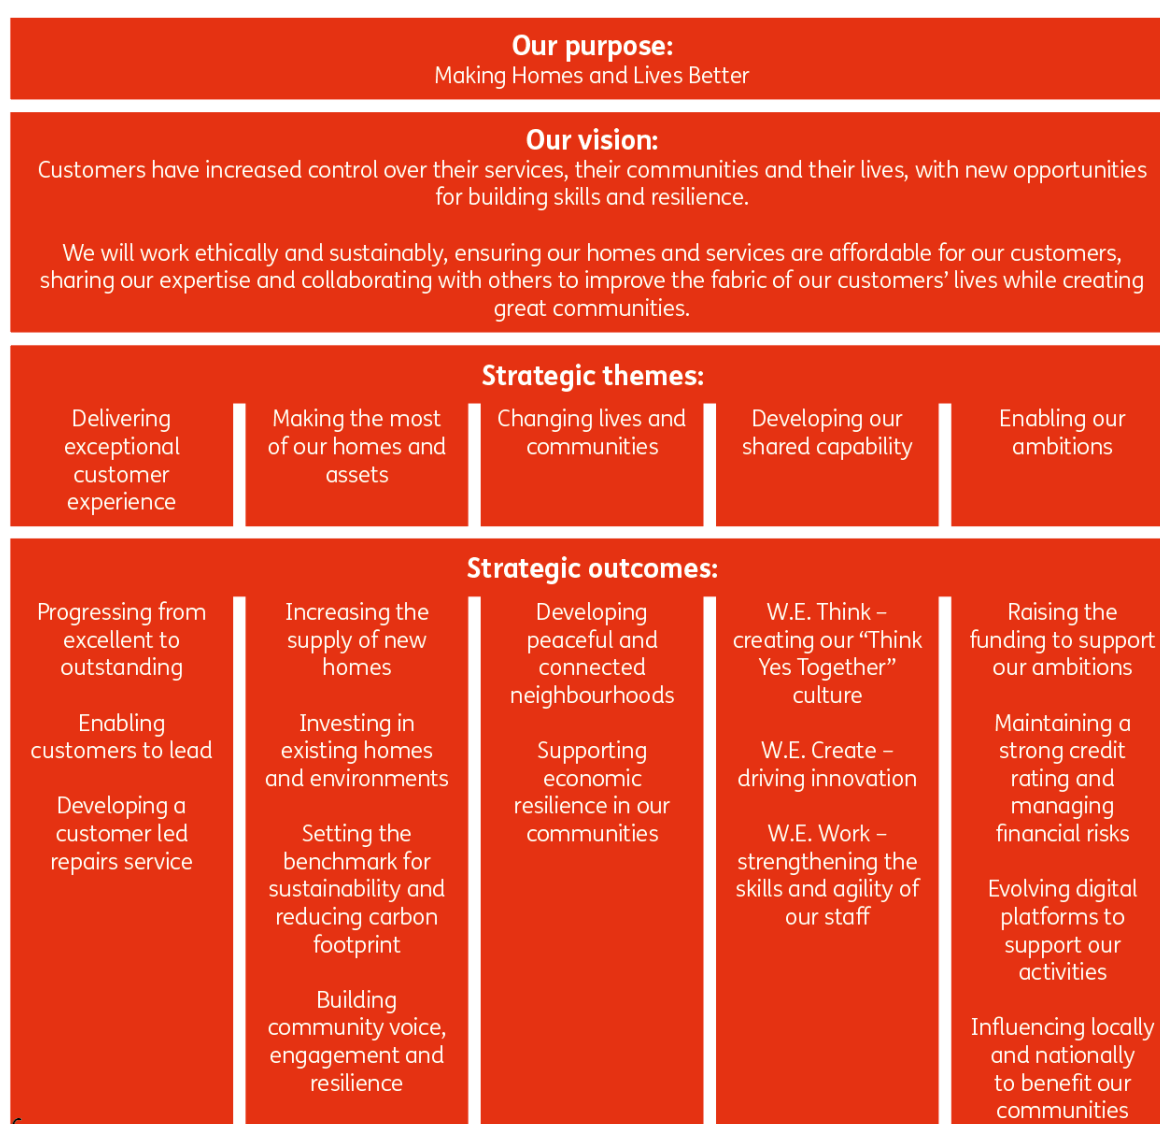 Our purpose:
Making Homes and Lives Better
Our vision:
Customers have increased control over their services, their communities and their lives, with new opportunities
for building skills and resilience.
We will work ethically and sustainably, ensuring our homes and services are affordable for our customers,
sharing our expertise and collaborating with others to improve the fabric of our customers’ lives while creating
great communities.
Strategic themes:
Delivering
exceptional
customer
experience
Making the most
of our homes and
assets
Changing lives and
communities
Developing our
shared capability
Enabling our
ambitions
Strategic outcomes:
Progressing from
excellent to
outstanding
Enabling
customers to lead
Developing a
customer led
repairs service
Increasing the
supply of new
homes
Investing in
existing homes
and environments
Setting the
benchmark for
sustainability and
reducing carbon
footprint
Building
community voice,
engagement and
resilience
Developing
peaceful and
connected
neighbourhoods
Supporting
economic
resilience in our
communities
W.E. Think –
creating our “Think
Yes Together”
culture
W.E. Create –
driving innovation
W.E. Work –
strengthening the
skills and agility of
our staff
Raising the
funding to support
our ambitions
Maintaining a
strong credit
rating and
managing
financial risks
Evolving digital
platforms to
support our
activities
Influencing locally
and nationally
to benefit our
communities